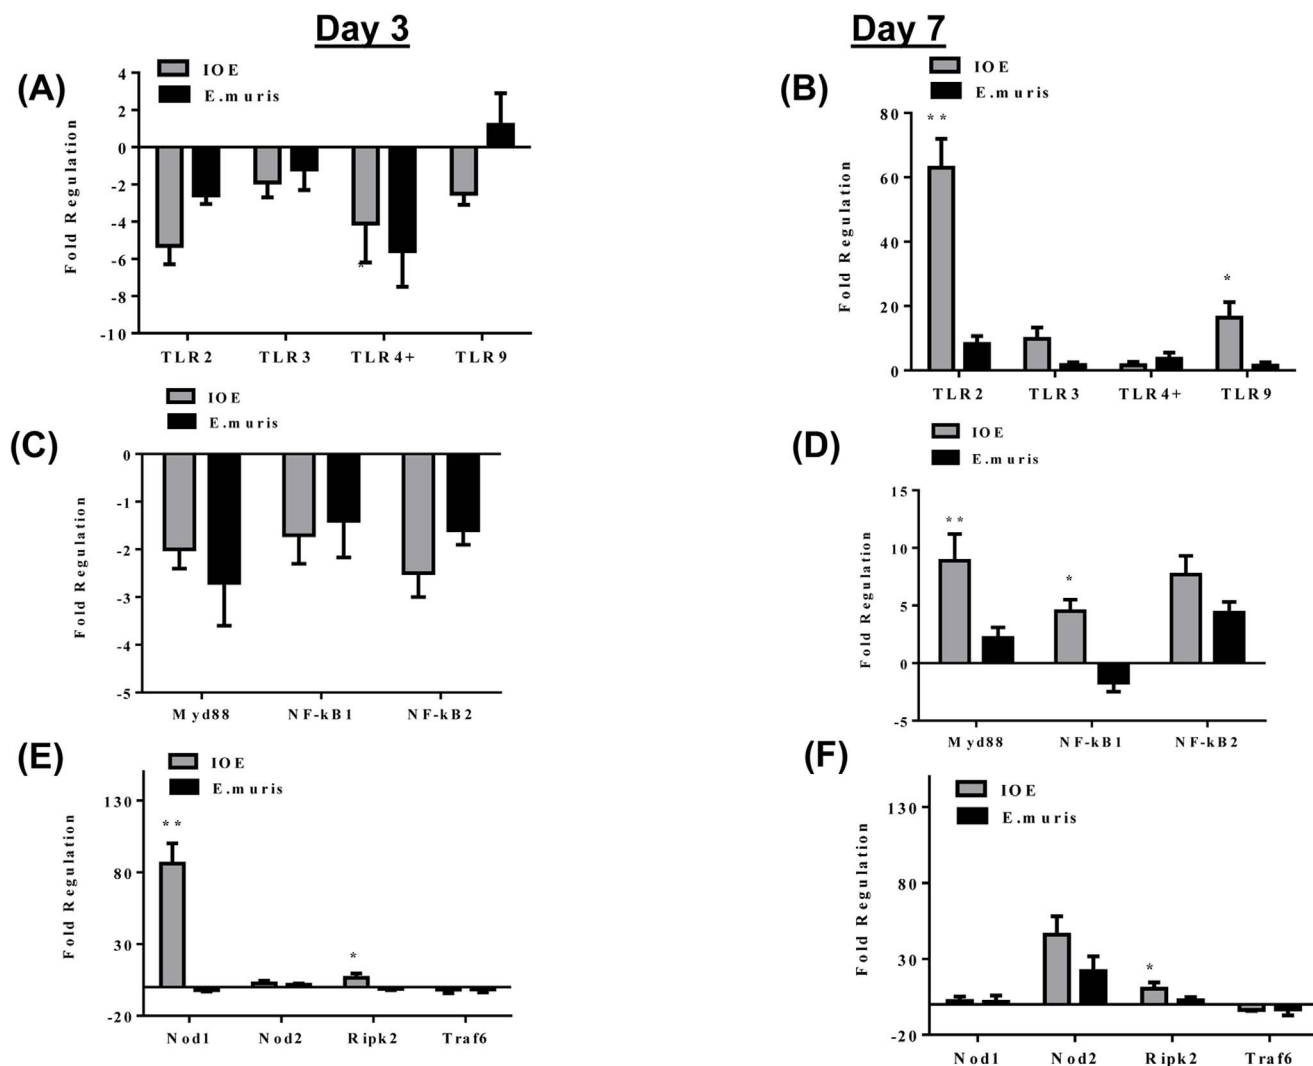 Day 3
Day 7
(A)
IOE
E.muris
Fold Regulation
4
2
0
-2
-4
-6
-8
-10
*
TLR2 TLR3 TLR4+ TLR9
(B)
IOE
E.muris
Fold Regulation
80
60
40
20
0
**
*
TLR2 TLR3 TLR4+ TLR9
(C)
IOE
E.muris
Fold Regulation
0
-1
-2
-3
-4
-5
Myd88 NF-kB1 NF-kB2
(D)
IOE
E.muris
Fold Regulation
15
10
5
0
-5
**
*
Myd88 NF-kB1 NF-kB2
(E)
IOE
E.muris
Fold Regulation
130
80
30
-20
**
*
Nod1 Nod2 Ripk2 Traf6
(F)
IOE
E.muris
Fold Regulation
130
80
30
-20
*
Nod1 Nod2 Ripk2 Traf6